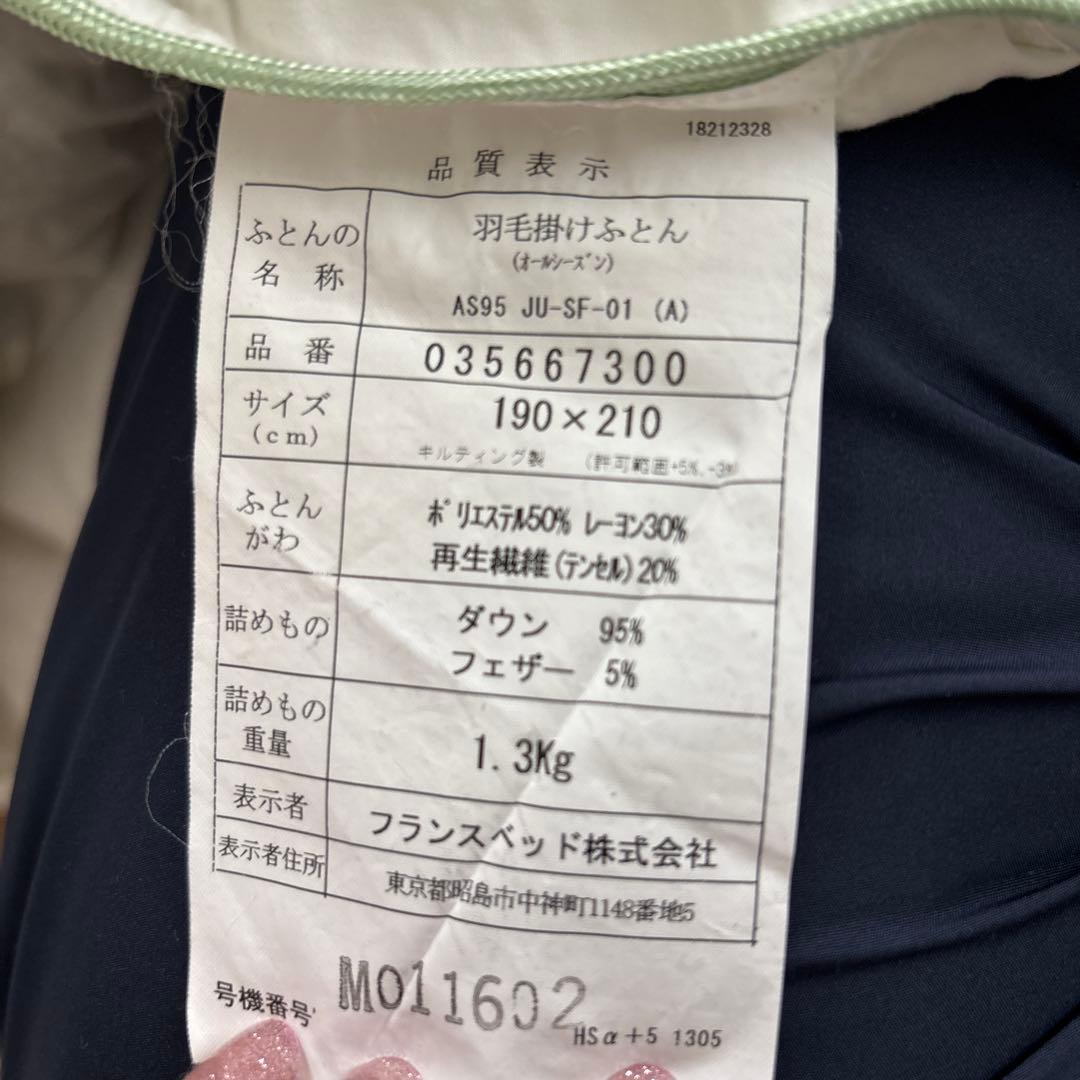 18212328
品質表示
ふとんの名称
羽毛掛けふとん
(オールシーズン)
AS95 JU-SF-01 (A)
品番
035667300
サイズ
(cm)
190×210
キルティング製 (許可範囲+5%,-3%)
ふとんがわ
ポリエステル50% レーヨン30%
再生繊維(テンセル)20%
詰めもの
ダウン 95%
フェザー 5%
詰めもの重量
1.3Kg
表示者
フランスベッド株式会社
表示者住所
東京都昭島市中神町1148番地5
号機番号
M011602
HSα+5 1305